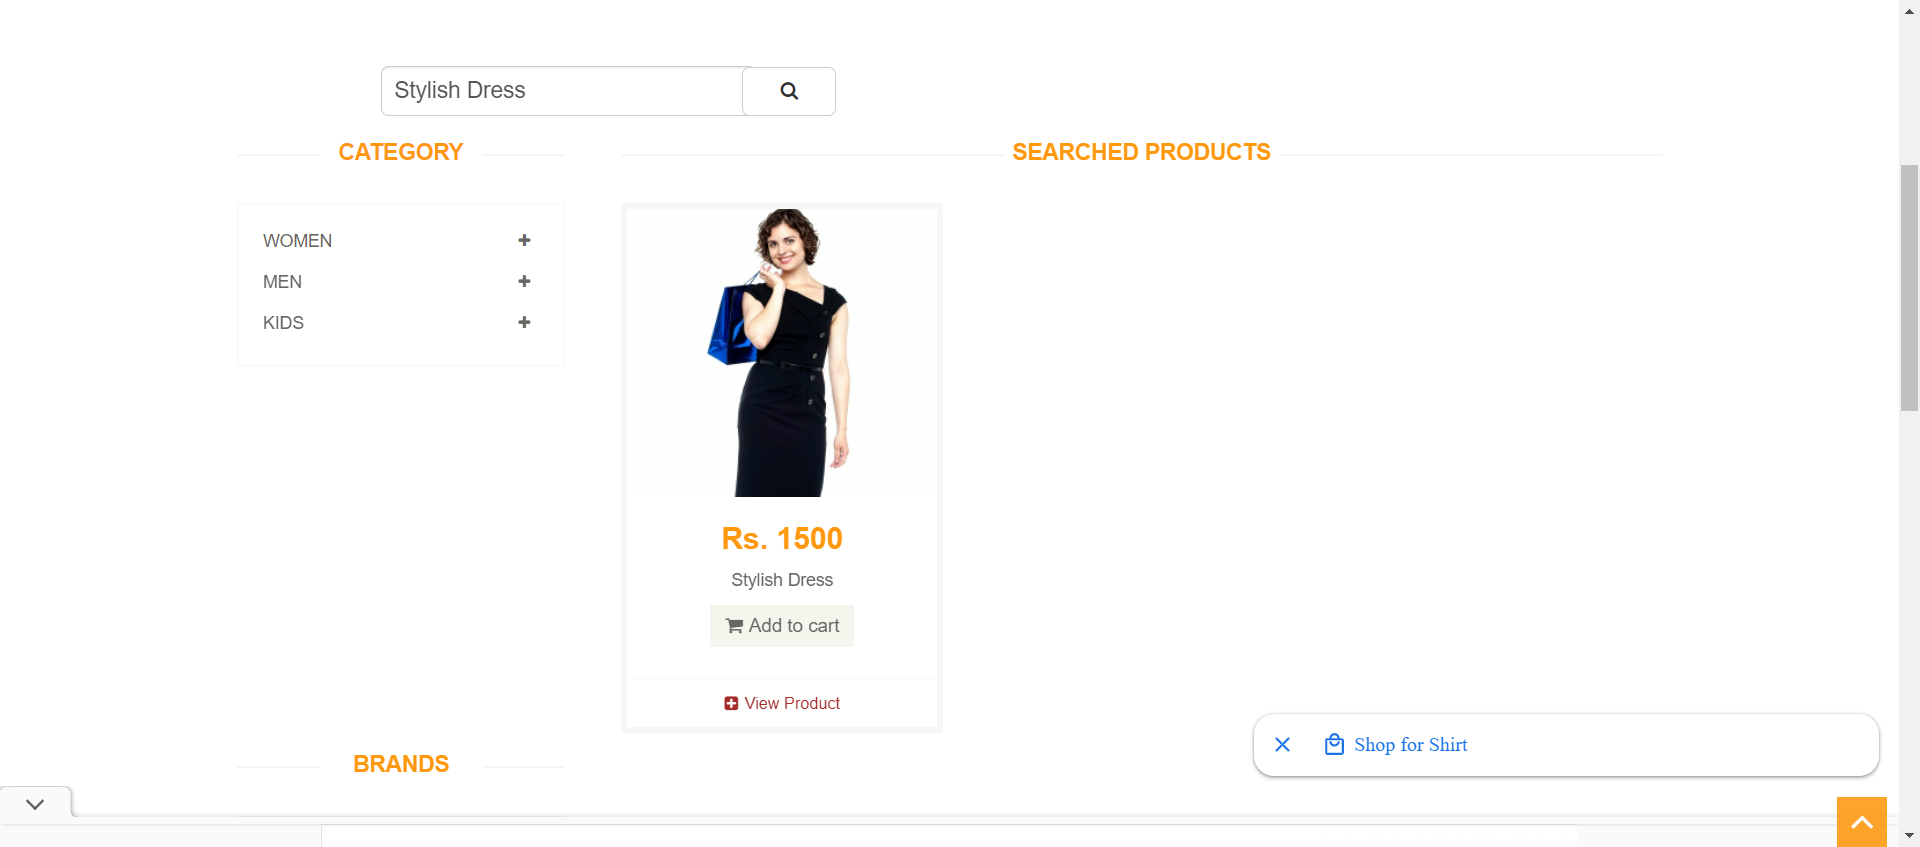 Stylish Dress
CATEGORY
WOMEN
MEN
KIDS
SEARCHED PRODUCTS
Rs. 1500
Stylish Dress
Add to cart
View Product
BRANDS
Shop for Shirt